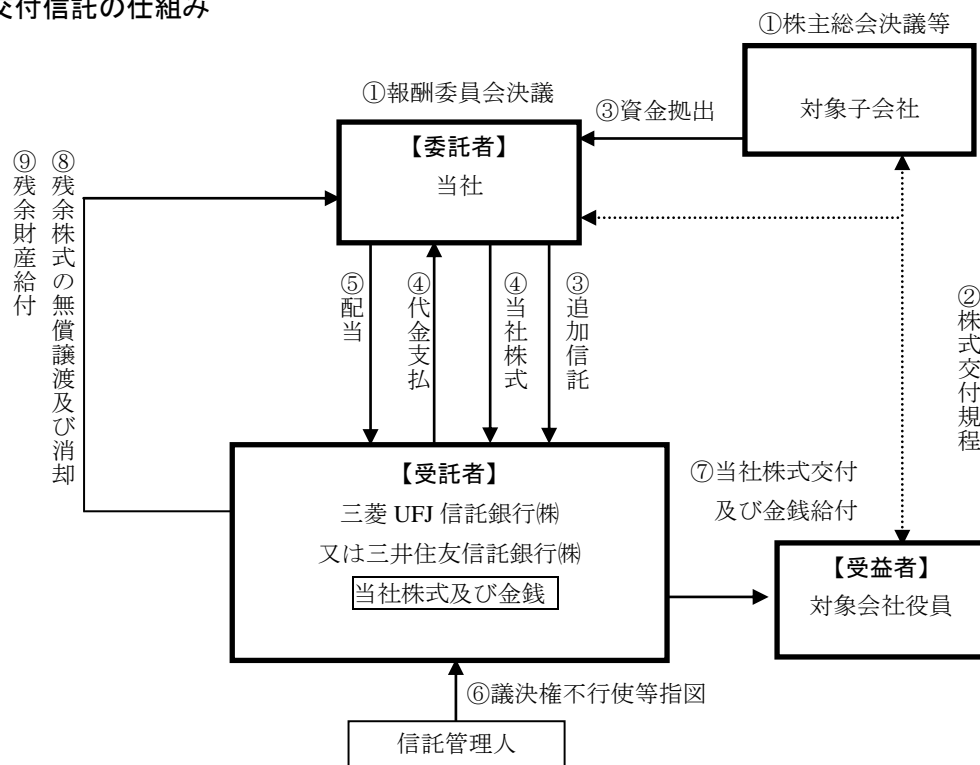 交付信託の仕組み
①株主総会決議等
対象子会社
①報酬委員会決議
③資金拠出
【委託者】
当社
⑨残余財産給付
⑧残余株式の無償譲渡及び消却
⑤配当
④代金支払
④当社株式
③追加信託
②株式交付規程
【受託者】
三菱 UFJ 信託銀行㈱
又は三井住友信託銀行㈱
当社株式及び金銭
⑦当社株式交付
及び金銭給付
【受益者】
対象会社役員
⑥議決権不行使等指図
信託管理人